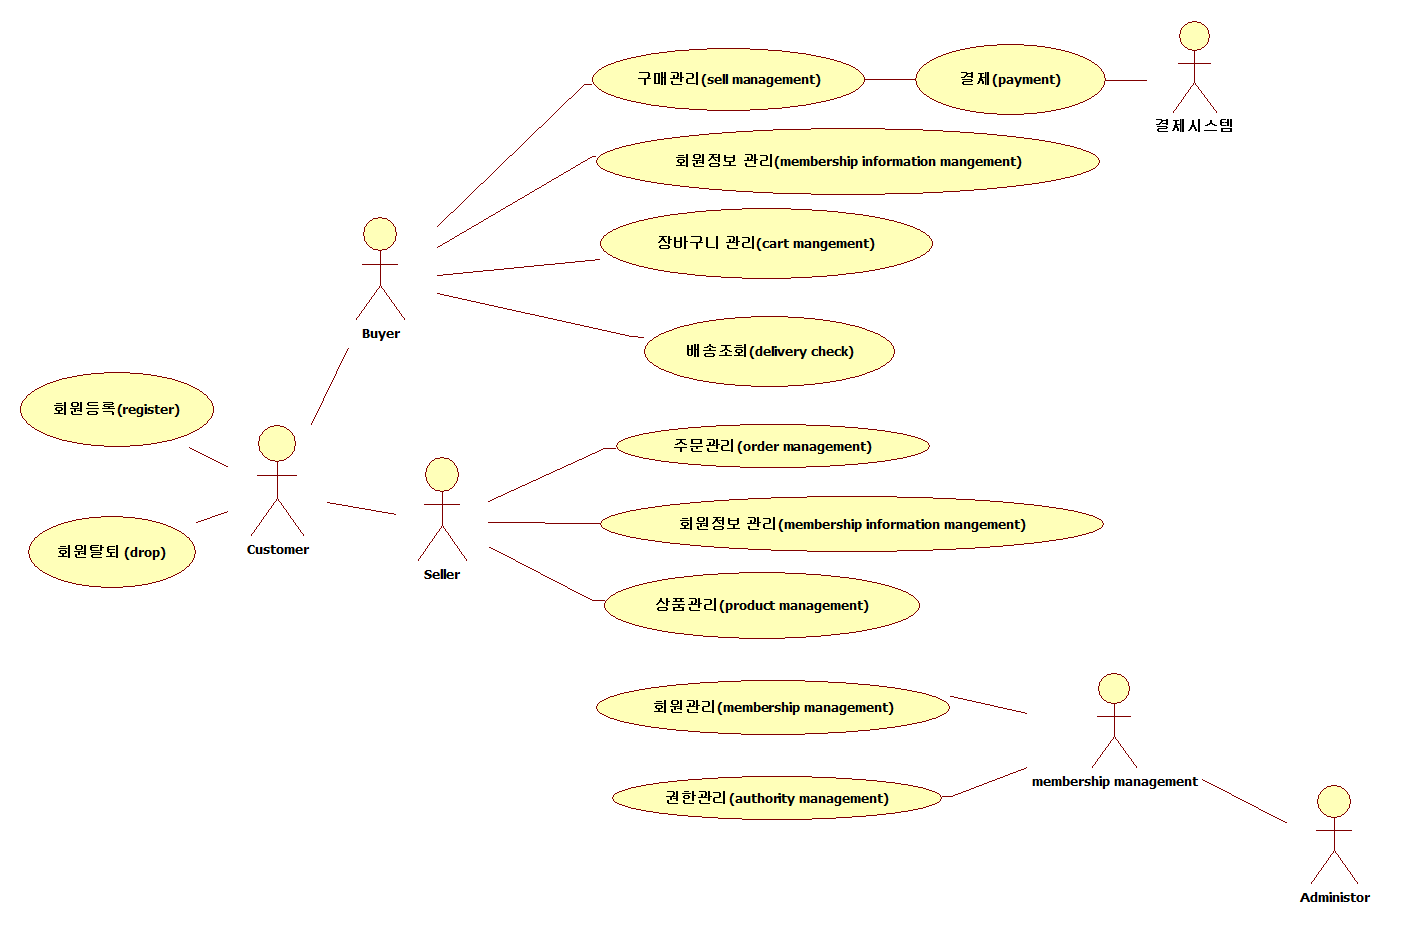 구매관리(sell management)
결제(payment)
결제시스템
회원정보 관리(membership information mangement)
장바구니 관리(cart mangement)
Buyer
배송조회(delivery check)
회원등록(register)
주문관리(order management)
회원정보 관리(membership information mangement)
회원탈퇴 (drop)
Customer
Seller
상품관리(product management)
회원관리(membership management)
membership management
권한관리(authority management)
Administor